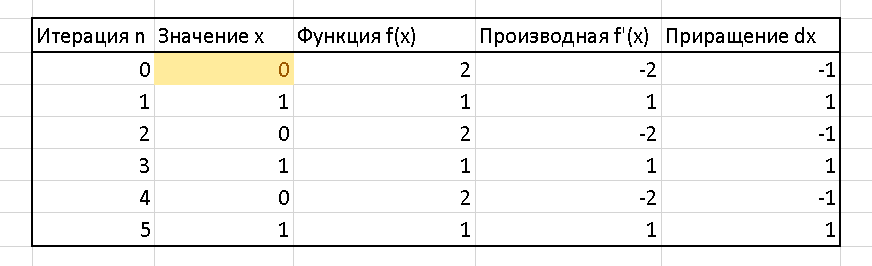 Итерация n Значение x Функция f(x) Производная f'(x) Приращение dx
0 0 2 -2 -1
1 1 1 1 1
2 0 2 -2 -1
3 1 1 1 1
4 0 2 -2 -1
5 1 1 1 1